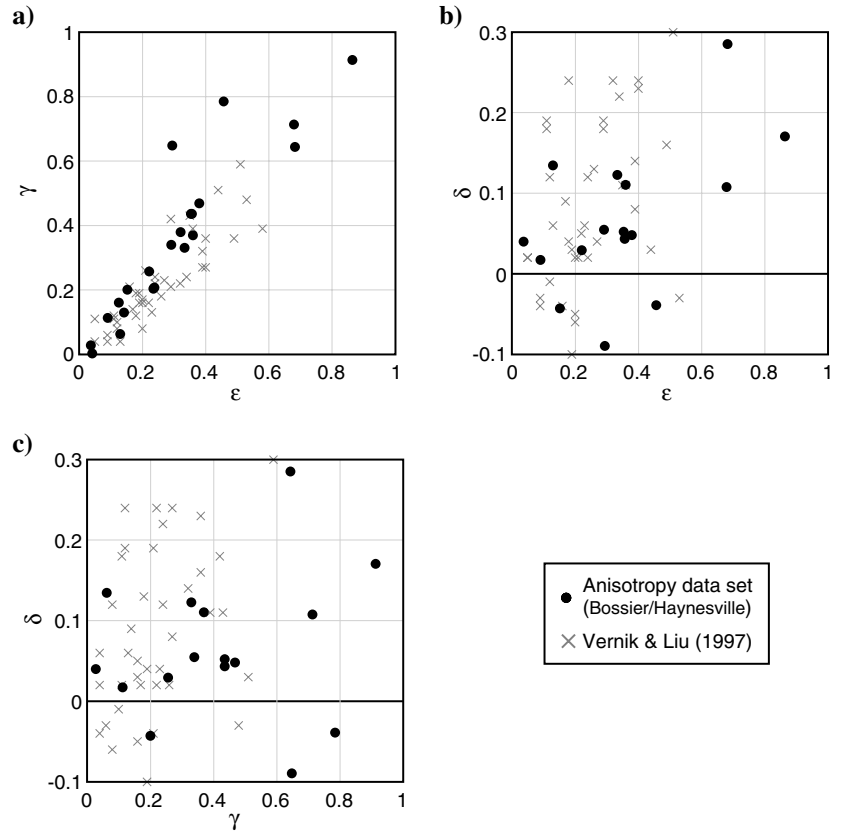 a)
1
0.8
0.6
0.4
0.2
0
γ
0
0.2
0.4
0.6
0.8
1
ε
b)
0.3
0.2
0.1
0
-0.1
δ
0
0.2
0.4
0.6
0.8
1
ε
c)
0.3
0.2
0.1
0
-0.1
δ
0
0.2
0.4
0.6
0.8
1
γ
Anisotropy data set
(Bossier/Haynesville)
Vernik & Liu (1997)